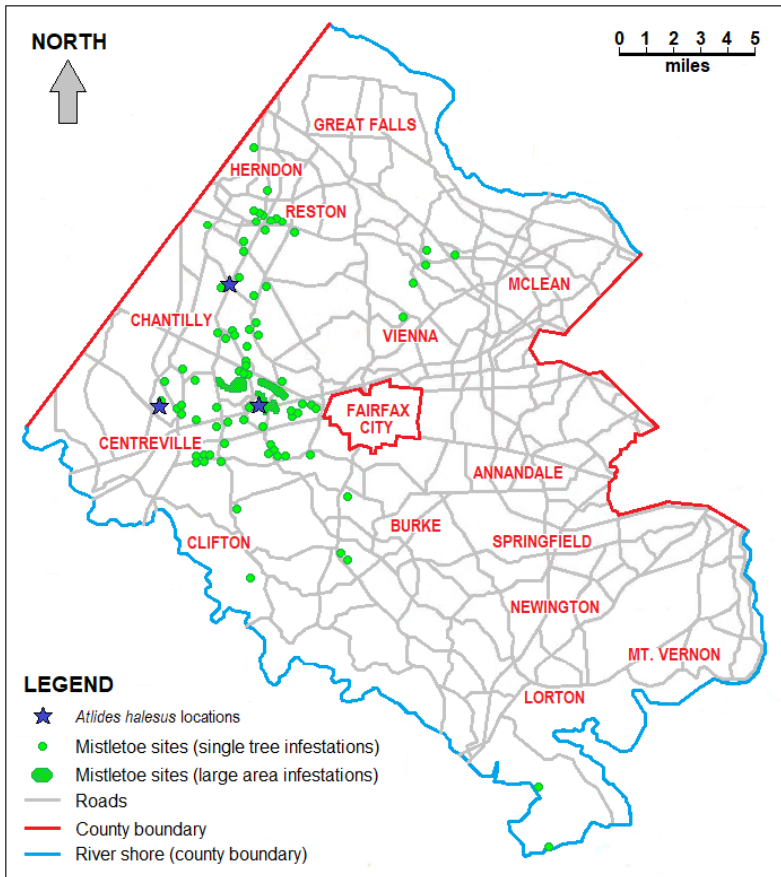 NORTH
0 1 2 3 4 5
miles
GREAT FALLS
HERNDON
RESTON
MCLEAN
CHANTILLY
VIENNA
FAIRFAX
CITY
CENTREVILLE
ANNANDALE
BURKE
CLIFTON
SPRINGFIELD
NEWINGTON
MT. VERNON
LORTON
LEGEND
Atlides halesus locations
Mistletoe sites (single tree infestations)
Mistletoe sites (large area infestations)
Roads
County boundary
River shore (county boundary)